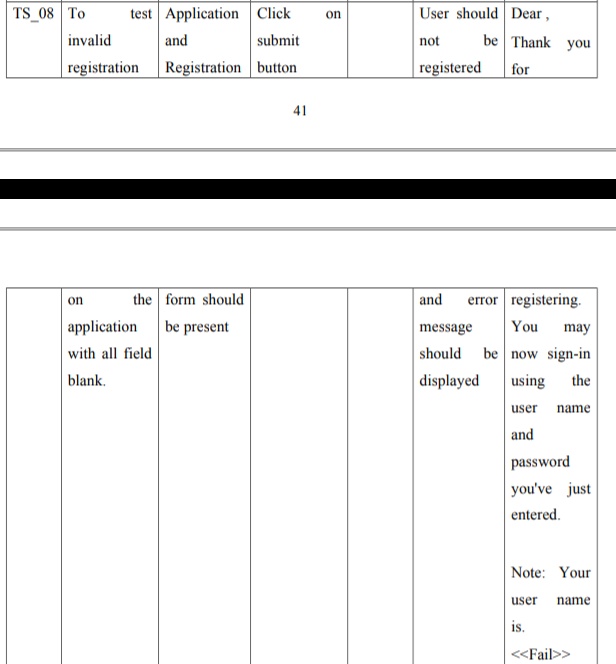 TS_08 To test Application Click on User should Dear ,
invalid and submit not be Thank you
registration Registration button registered for
41
on the form should and error registering.
application be present message You may
with all field should be now sign-in
blank. displayed using the
user name
and
password
you've just
entered.
Note: Your
user name
is.
<<Fail>>